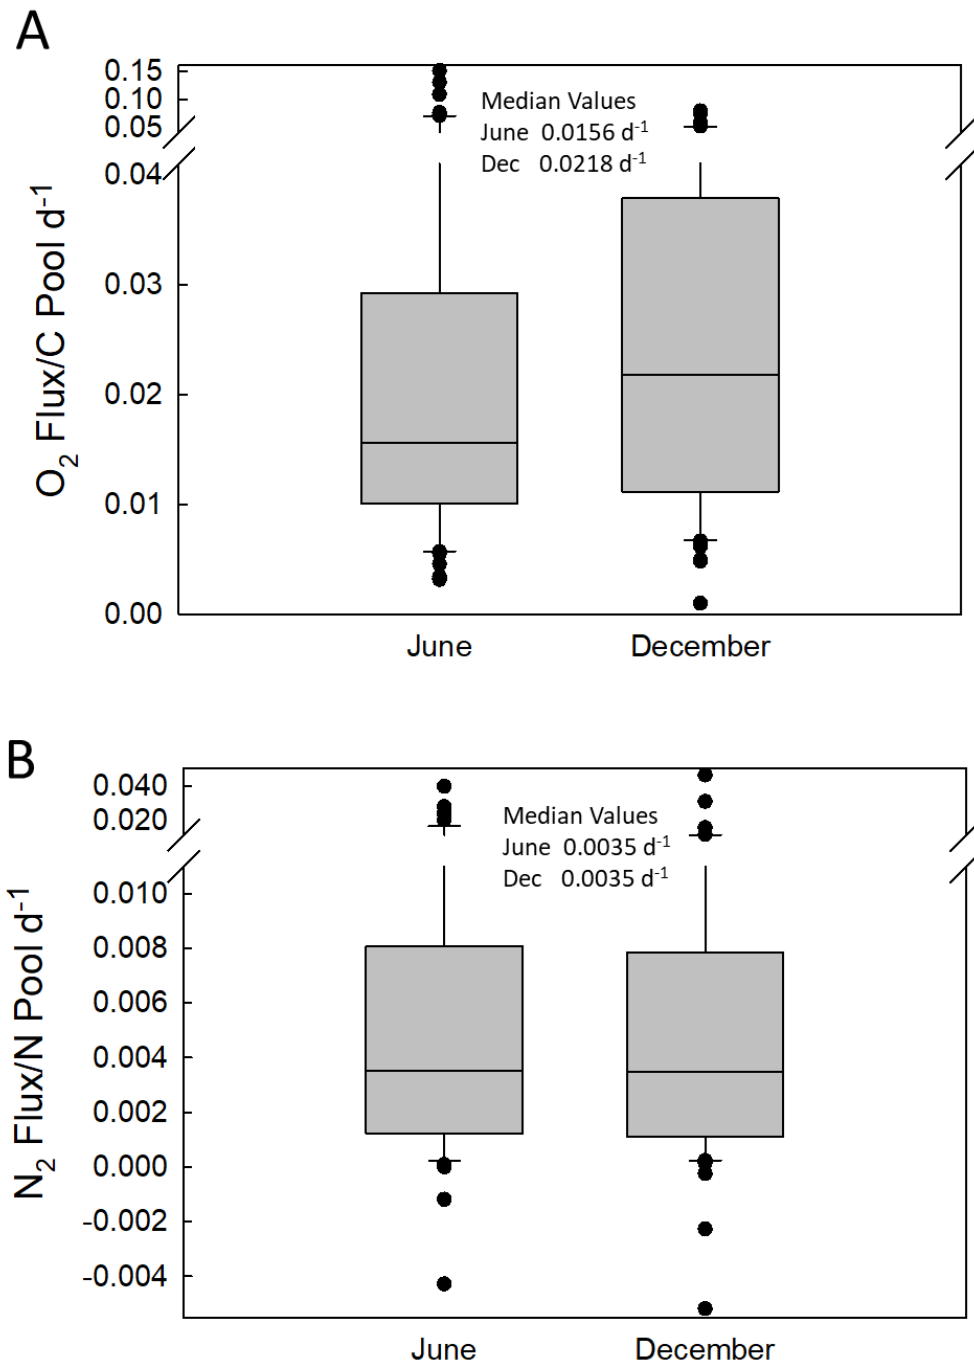 A
O₂ Flux/C Pool d⁻¹
0.15
0.10
0.05
0.04
0.03
0.02
0.01
0.00
Median Values
June 0.0156 d⁻¹
Dec 0.0218 d⁻¹
June December
B
N₂ Flux/N Pool d⁻¹
0.040
0.020
0.010
0.008
0.006
0.004
0.002
0.000
-0.002
-0.004
Median Values
June 0.0035 d⁻¹
Dec 0.0035 d⁻¹
June December